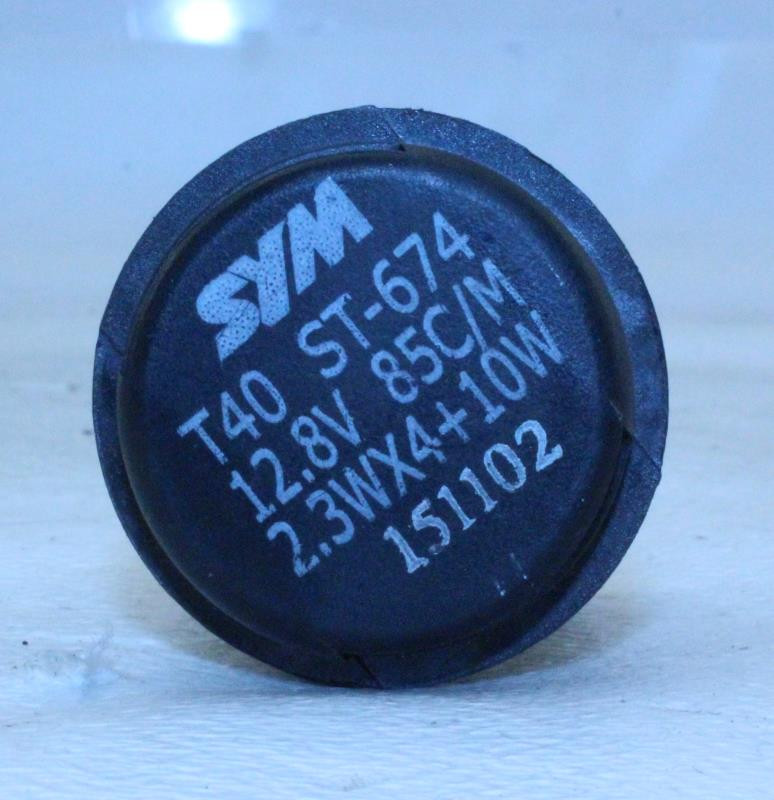 SYM
T40 ST-674
12.8V 85C/M
2.3WX4+10W
151102